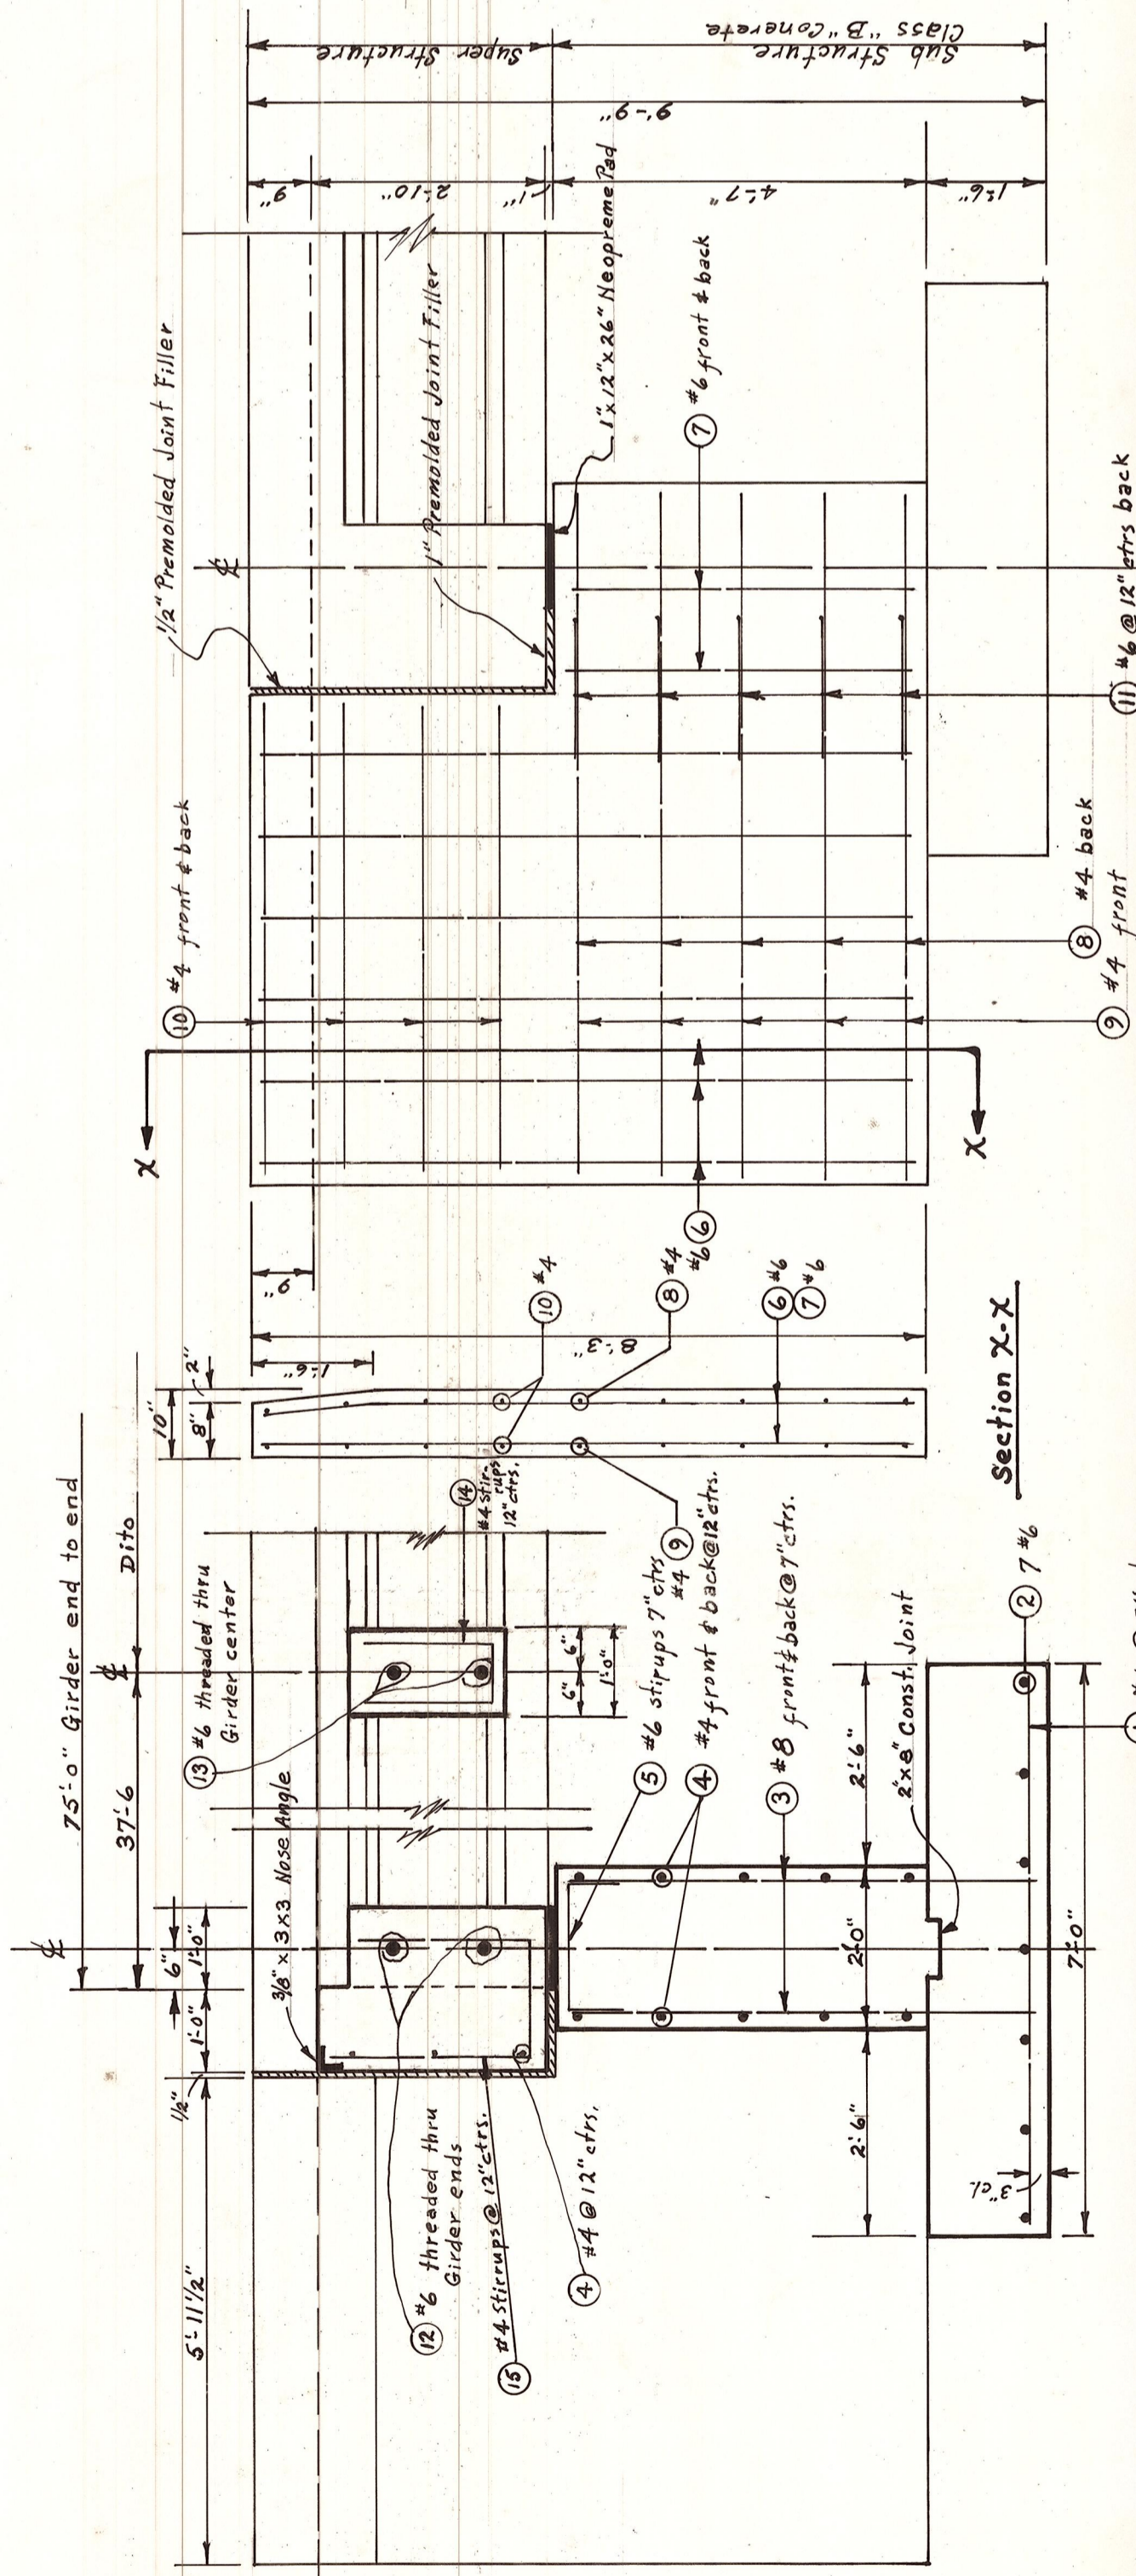 75'-0" Girder end to end
37'-6
Dito
℄
℄
6"
1'-0"
1'-0"
1/2"
5'-11 1/2"
3/8" x 3 x 3 Nose Angle
13 #6 threaded thru
Girder center
12 #6 threaded thru
Girder ends
15 #4 Stirrups @ 12" ctrs.
4 #4 @ 12" ctrs.
14
#4 Stir-
rups
12" ctrs.
6"
6"
1'-0"
5 #6 stirups 7" ctrs
4 #4 front & back @ 12" ctrs.
3 #8 front & back @ 7" ctrs.
2'-6"
2'-0"
2'-6"
2"x8" Const. Joint
2 7 #6
3" cl.
7'-0"
10"
8"
2"
1'-6"
8'-3"
9"
10 #4
8 #4
9 #4
6 #6
7 #6
Section X-X
X
X
10 #4 front & back
6 #6
7 #6 front & back
8 #4 back
9 #4 front
11 #6 @ 12" ctrs back
1/2" Premolded Joint Filler
℄
1" Premolded Joint Filler
1"x12"x26" Neopreme Pad
9"
2'-10"
1"
4'-7"
1'-6"
9'-9"
Super Structure
Sub Structure
Class "B" Concrete